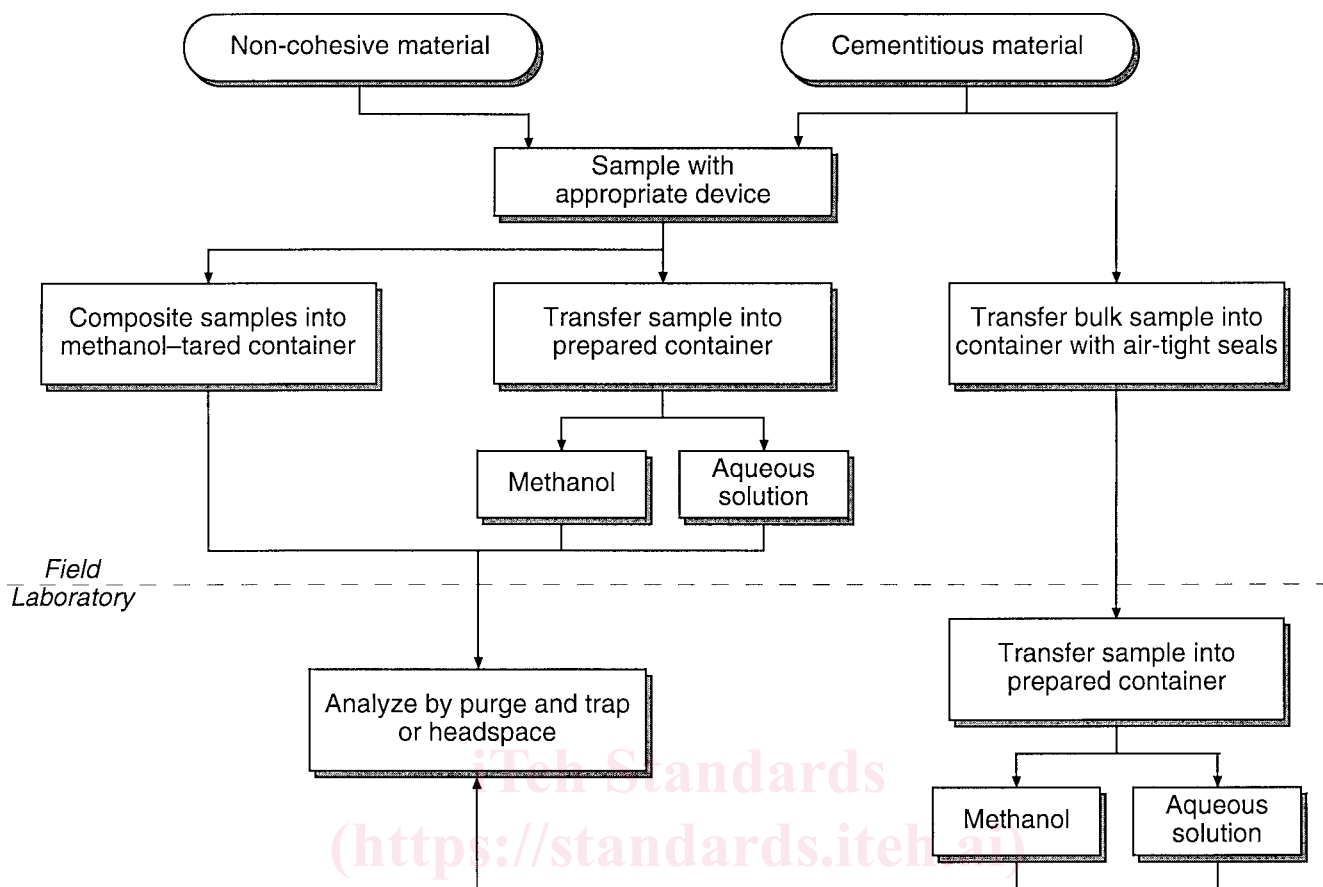 Non-cohesive material
Cementitious material
Sample with
appropriate device
Composite samples into
methanol–tared container
Transfer sample into
prepared container
Transfer bulk sample into
container with air-tight seals
Methanol
Aqueous
solution
Field
Laboratory
Transfer sample into
prepared container
Analyze by purge and trap
or headspace
Methanol
Aqueous
solution
iTeh Standards
(https://standards.iteh.ai)